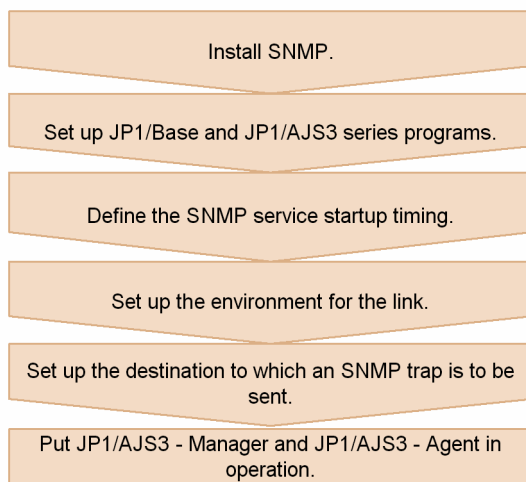 Install SNMP.
Set up JP1/Base and JP1/AJS3 series programs.
Define the SNMP service startup timing.
Set up the environment for the link.
Set up the destination to which an SNMP trap is to be
sent.
Put JP1/AJS3 - Manager and JP1/AJS3 - Agent in
operation.